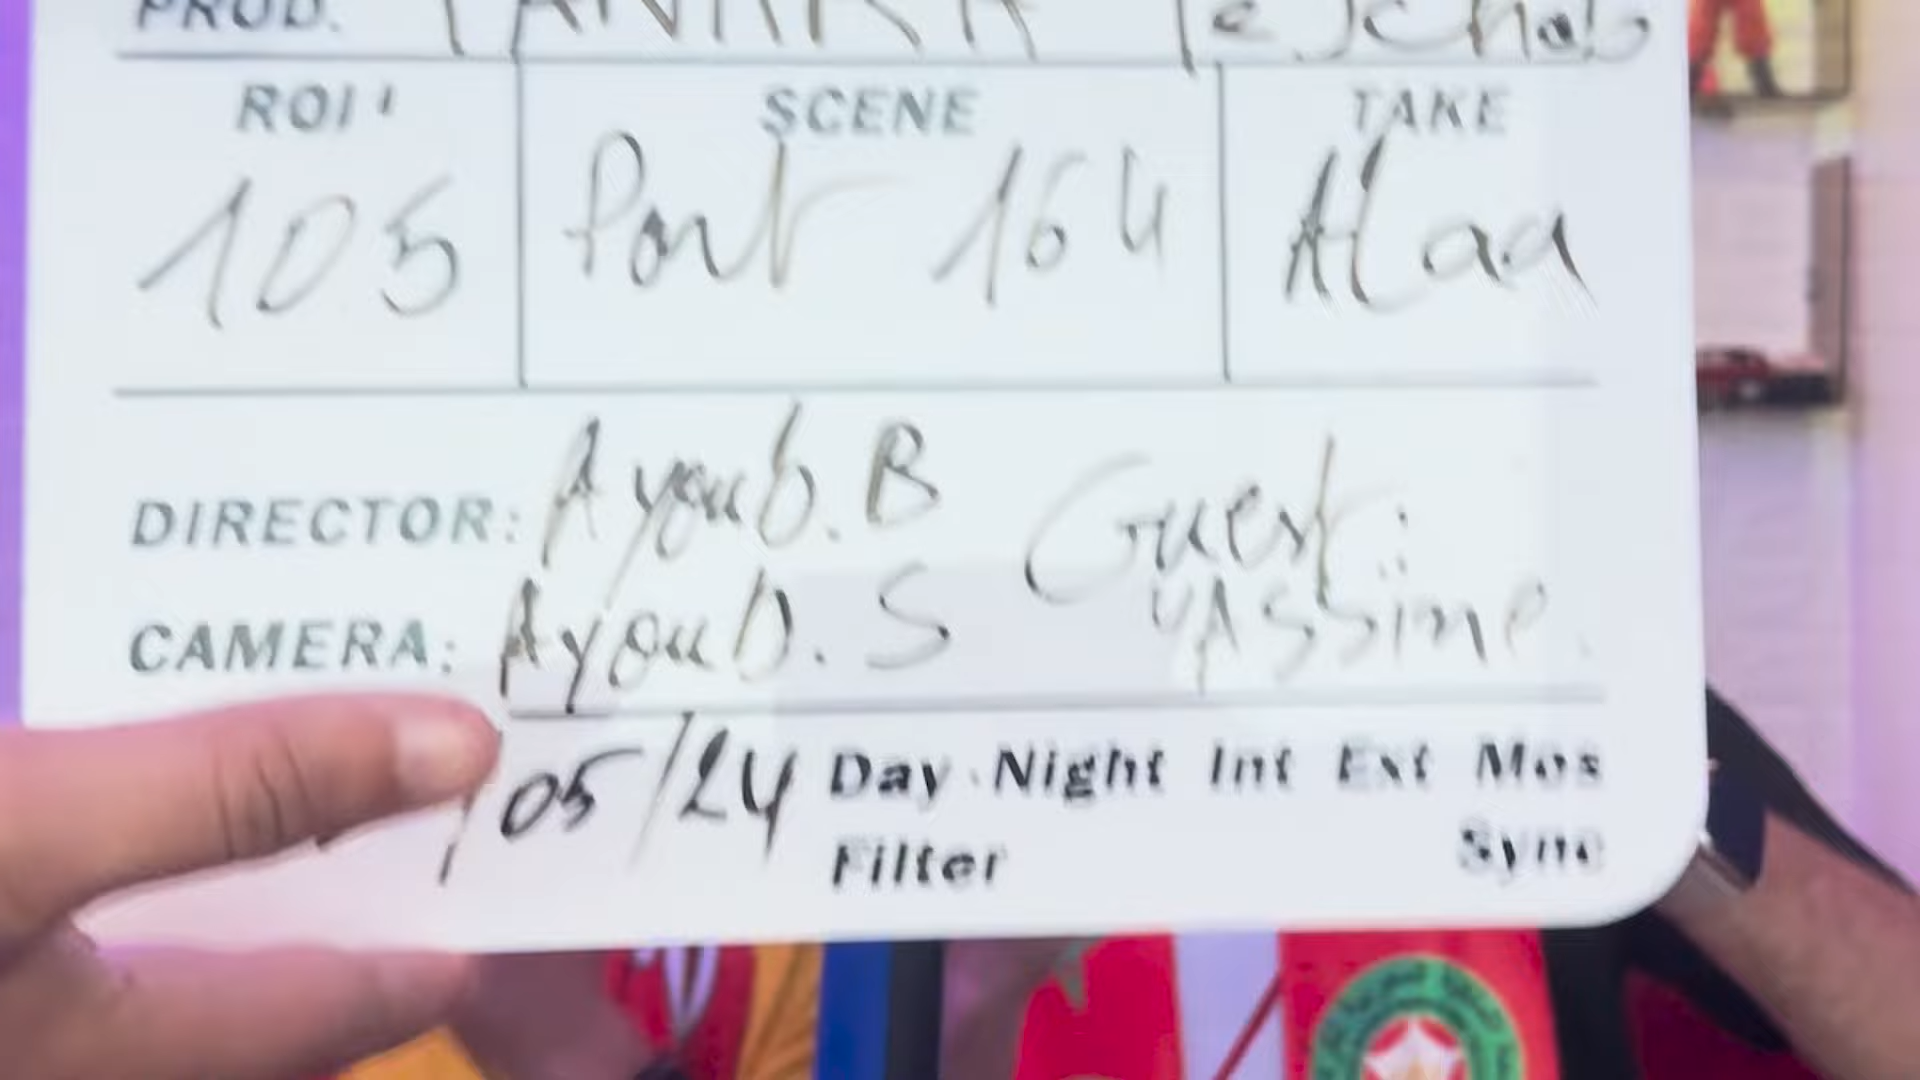 PROD.
ROLL SCENE TAKE
105 Part 164 Alaa
DIRECTOR: Ayoub.B Guest:
CAMERA: Ayoub.S YASSine.
/05/24 Day Night Int Ext Mos
Filter Sync